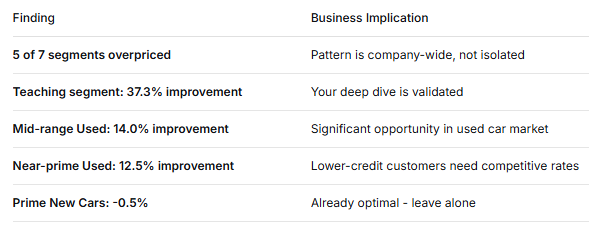 Finding Business Implication
5 of 7 segments overpriced Pattern is company-wide, not isolated
Teaching segment: 37.3% improvement Your deep dive is validated
Mid-range Used: 14.0% improvement Significant opportunity in used car market
Near-prime Used: 12.5% improvement Lower-credit customers need competitive rates
Prime New Cars: -0.5% Already optimal - leave alone